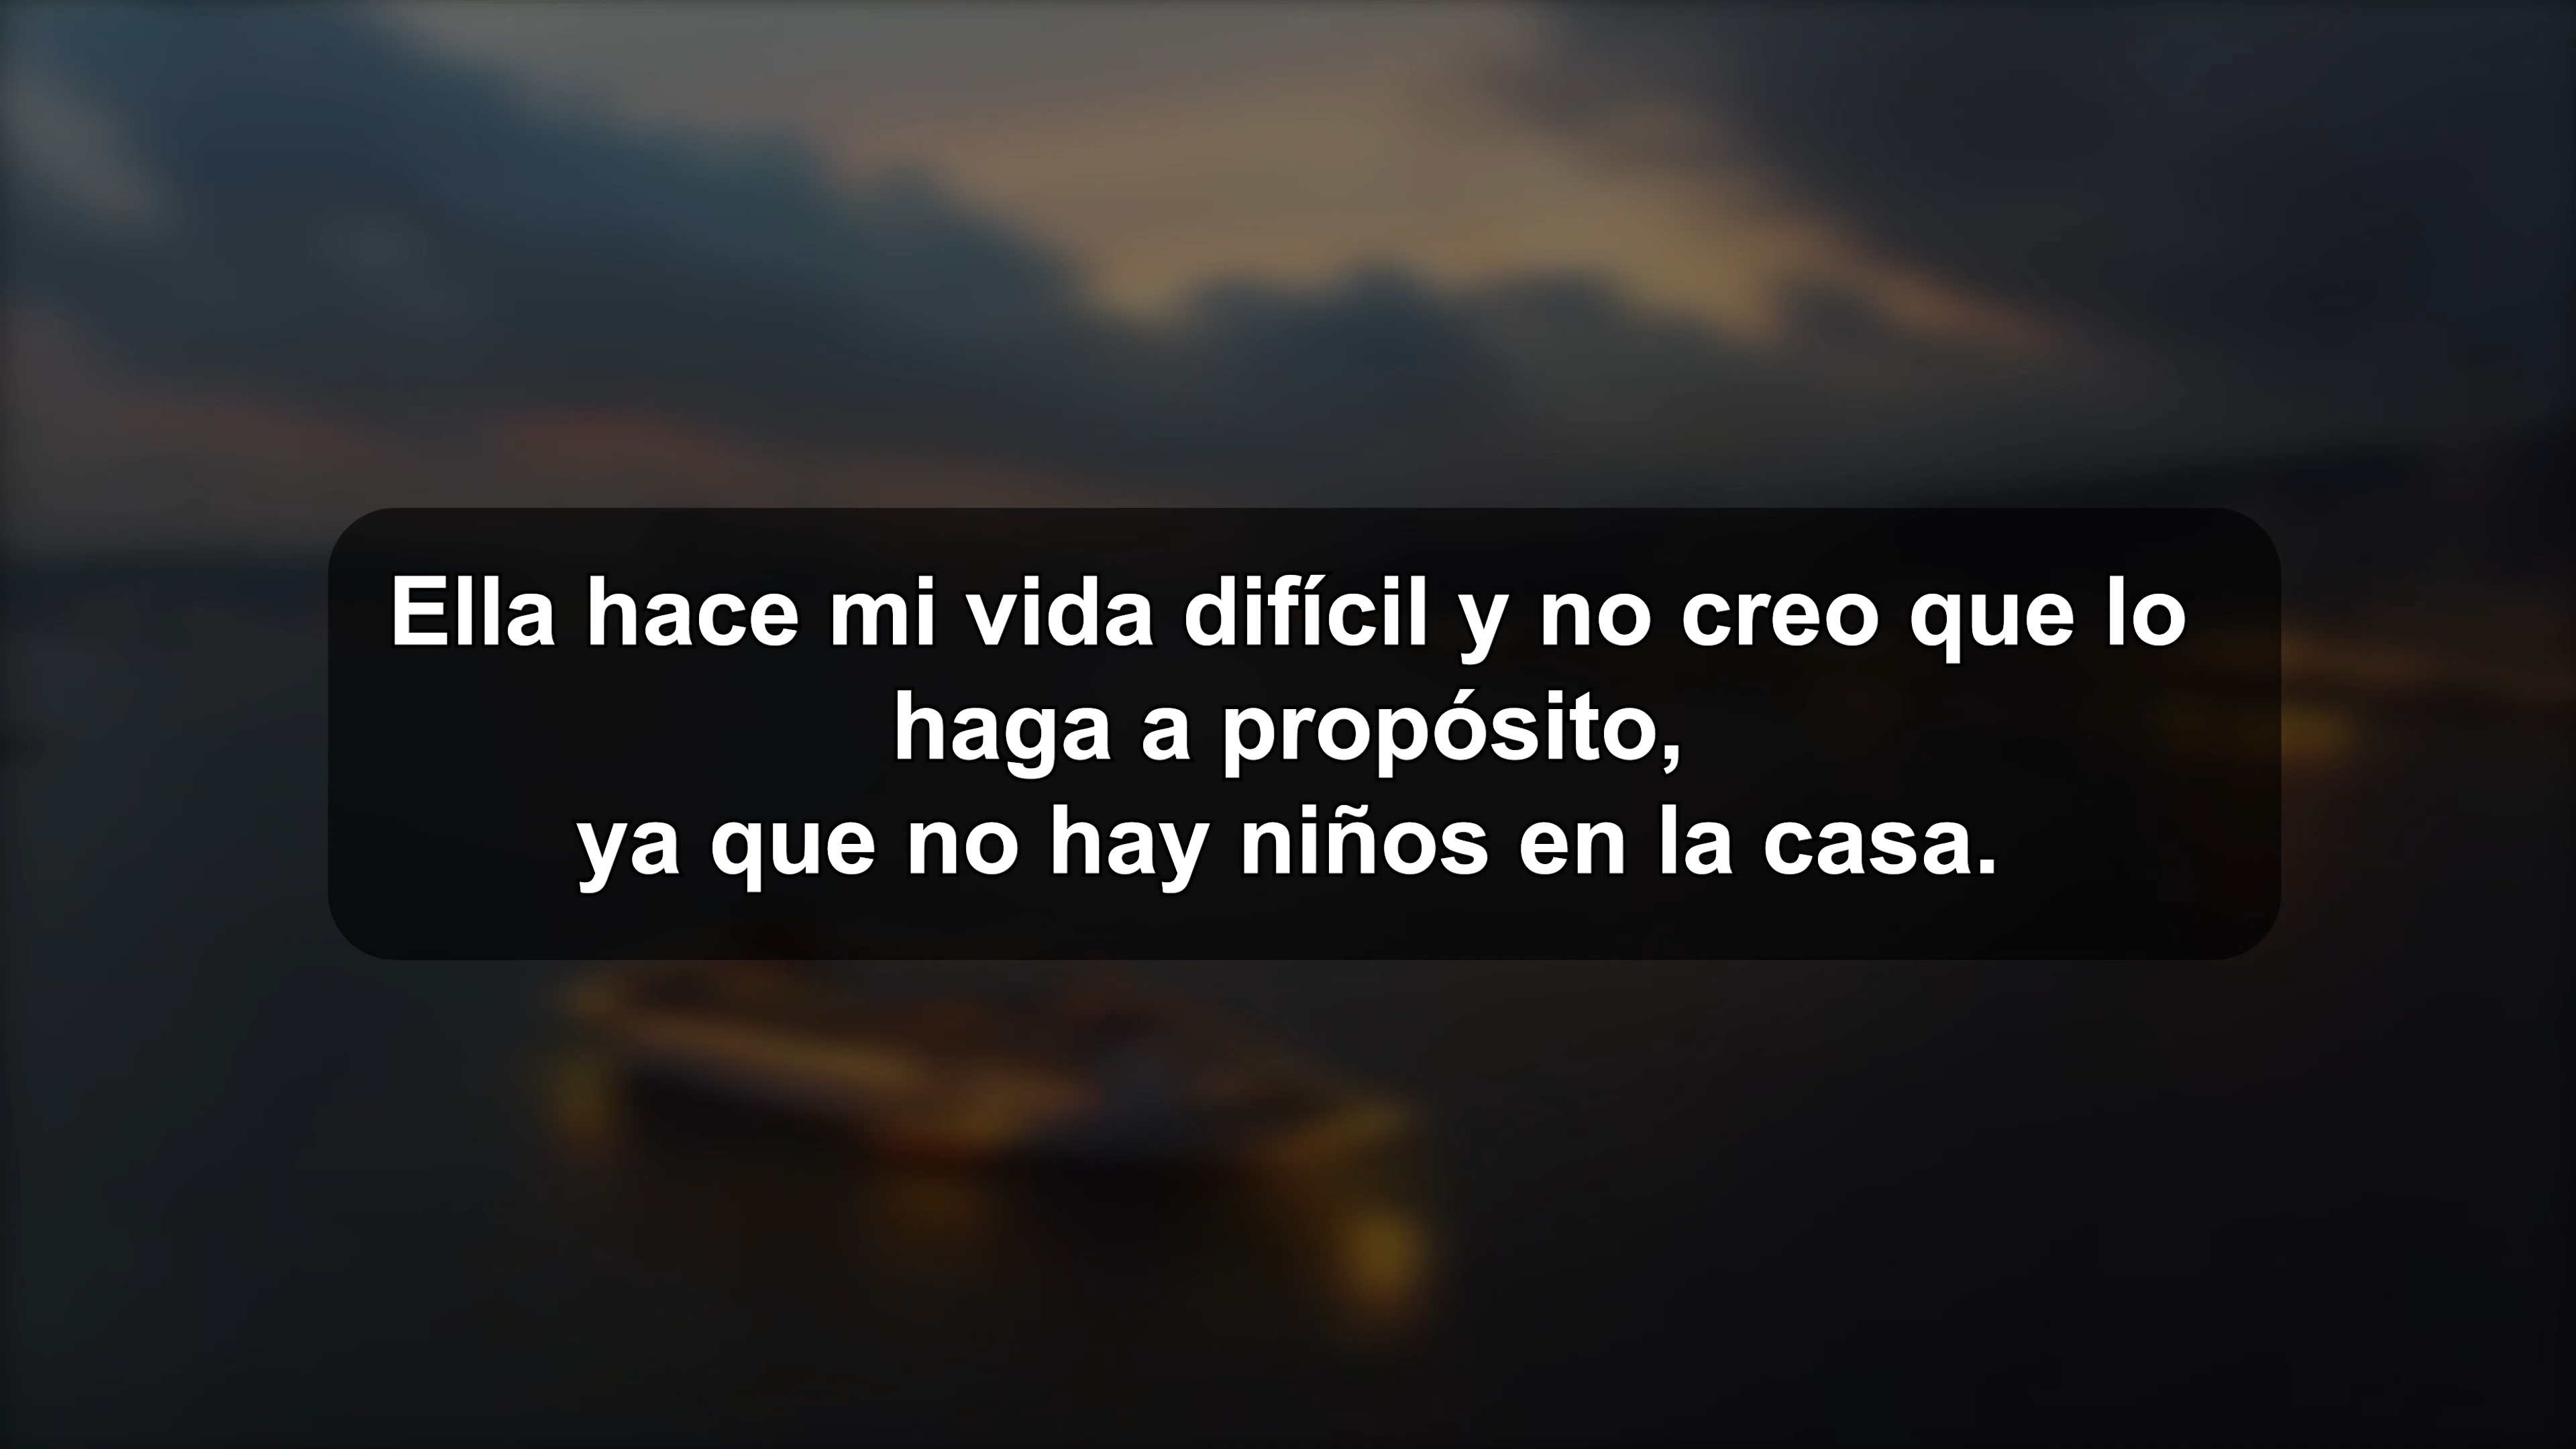 Ella hace mi vida difícil y no creo que lo
haga a propósito,
ya que no hay niños en la casa.